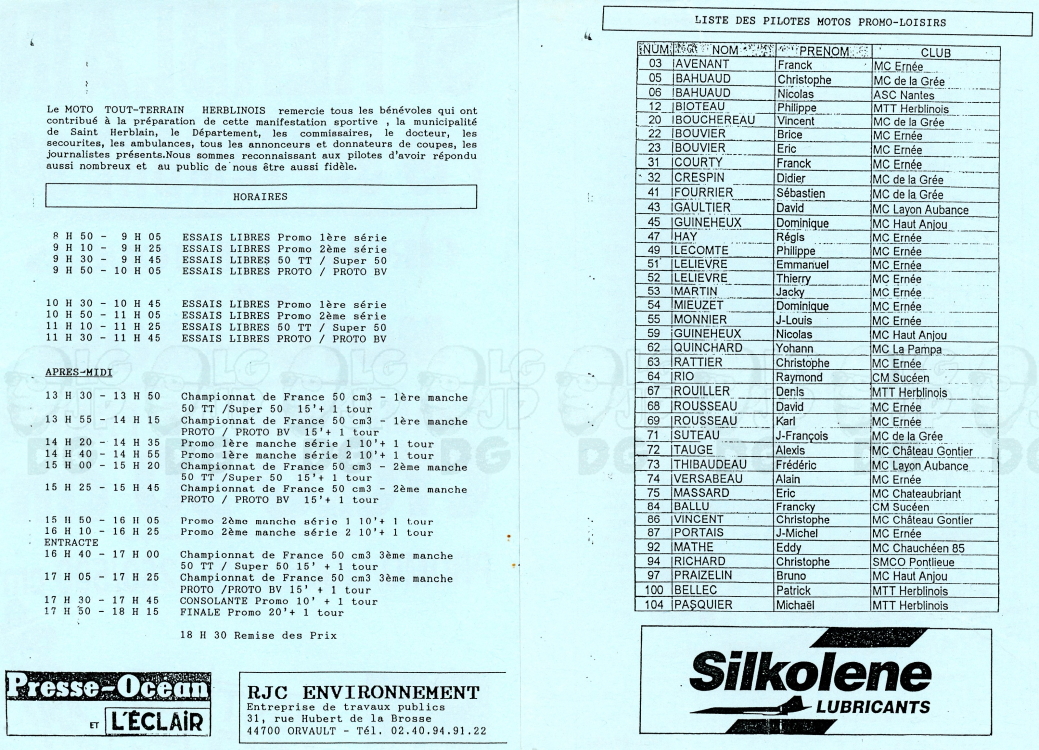 Le MOTO TOUT-TERRAIN HERBLINOIS remercie tous les bénévoles qui ont
contribué à la préparation de cette manifestation sportive , la municipalité
de Saint Herblain, le Département, les commissaires, le docteur, les
securites, les ambulances, tous les annonceurs et donnateurs de coupes, les
journalistes présents.Nous sommes reconnaissant aux pilotes d'avoir répondu
aussi nombreux et au public de nous être aussi fidèle.
HORAIRES
8 H 50 - 9 H 05 ESSAIS LIBRES Promo 1ère série
9 H 10 - 9 H 25 ESSAIS LIBRES Promo 2ème série
9 H 30 - 9 H 45 ESSAIS LIBRES 50 TT / Super 50
9 H 50 - 10 H 05 ESSAIS LIBRES PROTO / PROTO BV
10 H 30 - 10 H 45 ESSAIS LIBRES Promo 1ère série
10 H 50 - 11 H 05 ESSAIS LIBRES Promo 2ème série
11 H 10 - 11 H 25 ESSAIS LIBRES 50 TT / Super 50
11 H 30 - 11 H 45 ESSAIS LIBRES PROTO / PROTO BV
APRES-MIDI
13 H 30 - 13 H 50 Championnat de France 50 cm3 - 1ère manche
50 TT /Super 50 15'+ 1 tour
13 H 55 - 14 H 15 Championnat de France 50 cm3 - 1ère manche
PROTO / PROTO BV 15'+ 1 tour
14 H 20 - 14 H 35 Promo 1ère manche série 1 10'+ 1 tour
14 H 40 - 14 H 55 Promo 1ère manche série 2 10'+ 1 tour
15 H 00 - 15 H 20 Championnat de France 50 cm3 - 2ème manche
50 TT /Super 50 15'+ 1 tour
15 H 25 - 15 H 45 Championnat de France 50 cm3 - 2ème manche
PROTO / PROTO BV 15'+ 1 tour
15 H 50 - 16 H 05 Promo 2ème manche série 1 10'+ 1 tour
16 H 10 - 16 H 25 Promo 2ème manche série 2 10'+ 1 tour
ENTRACTE
16 H 40 - 17 H 00 Championnat de France 50 cm3 3ème manche
50 TT / Super 50 15' + 1 tour
17 H 05 - 17 H 25 Championnat de France 50 cm3 3ème manche
PROTO /PROTO BV 15' + 1 tour
17 H 30 - 17 H 45 CONSOLANTE Promo 10' + 1 tour
17 H 50 - 18 H 15 FINALE Promo 20'+ 1 tour
18 H 30 Remise des Prix
Presse-Océan
ET L'ÉCLAIR
RJC ENVIRONNEMENT
Entreprise de travaux publics
31, rue Hubert de la Brosse
44700 ORVAULT - Tél. 02.40.94.91.22
LISTE DES PILOTES MOTOS PROMO-LOISIRS
NUM NOM PRENOM CLUB
03 AVENANT Franck MC Ernée
05 BAHUAUD Christophe MC de la Grée
06 BAHUAUD Nicolas ASC Nantes
12 BIOTEAU Philippe MTT Herblinois
20 BOUCHEREAU Vincent MC de la Grée
22 BOUVIER Brice MC Ernée
23 BOUVIER Eric MC Ernée
31 COURTY Franck MC Ernée
32 CRESPIN Didier MC de la Grée
41 FOURRIER Sébastien MC de la Grée
43 GAULTIER David MC Layon Aubance
45 GUINEHEUX Dominique MC Haut Anjou
47 HAY Régis MC Ernée
49 LECOMTE Philippe MC Ernée
51 LELIEVRE Emmanuel MC Ernée
52 LELIEVRE Thierry MC Ernée
53 MARTIN Jacky MC Ernée
54 MIEUZET Dominique MC Ernée
55 MONNIER J-Louis MC Ernée
59 GUINEHEUX Nicolas MC Haut Anjou
62 QUINCHARD Yohann MC La Pampa
63 RATTIER Christophe MC Ernée
64 RIO Raymond CM Sucéen
67 ROUILLER Denis MTT Herblinois
68 ROUSSEAU David MC Ernée
69 ROUSSEAU Karl MC Ernée
71 SUTEAU J-François MC de la Grée
72 TAUGE Alexis MC Château Gontier
73 THIBAUDEAU Frédéric MC Layon Aubance
74 VERSABEAU Alain MC Ernée
75 MASSARD Eric MC Chateaubriant
84 BALLU Francky CM Sucéen
86 VINCENT Christophe MC Château Gontier
87 PORTAIS J-Michel MC Ernée
92 MATHE Eddy MC Chauchéen 85
94 RICHARD Christophe SMCO Pontlieue
97 PRAIZELIN Bruno MC Haut Anjou
100 BELLEC Patrick MTT Herblinois
104 PASQUIER Michaël MTT Herblinois
Silkolene
LUBRICANTS